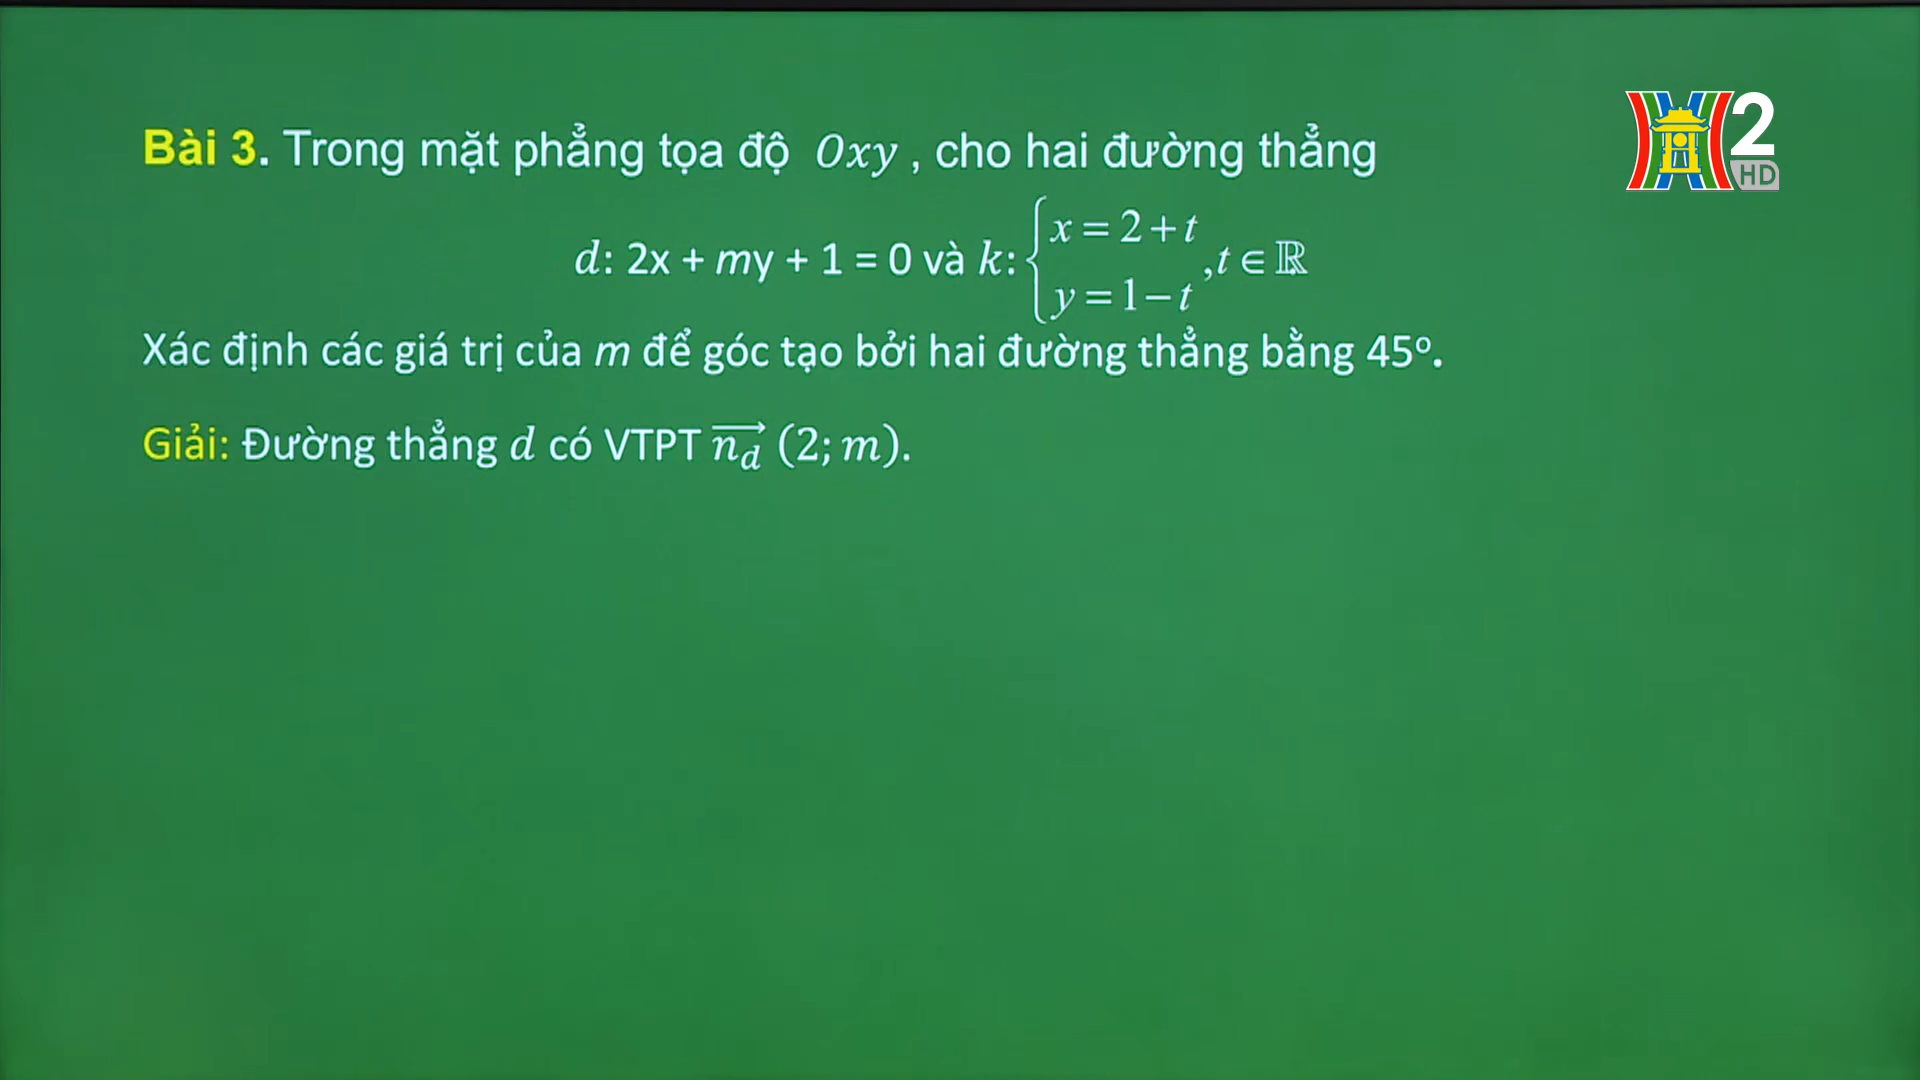 Bài 3. Trong mặt phẳng tọa độ Oxy , cho hai đường thẳng
d: 2x + my + 1 = 0 và k: { x = 2 + t
y = 1 − t , t ∈ ℝ
Xác định các giá trị của m để góc tạo bởi hai đường thẳng bằng 45º.
Giải: Đường thẳng d có VTPT n_d→ (2; m).
2
HD